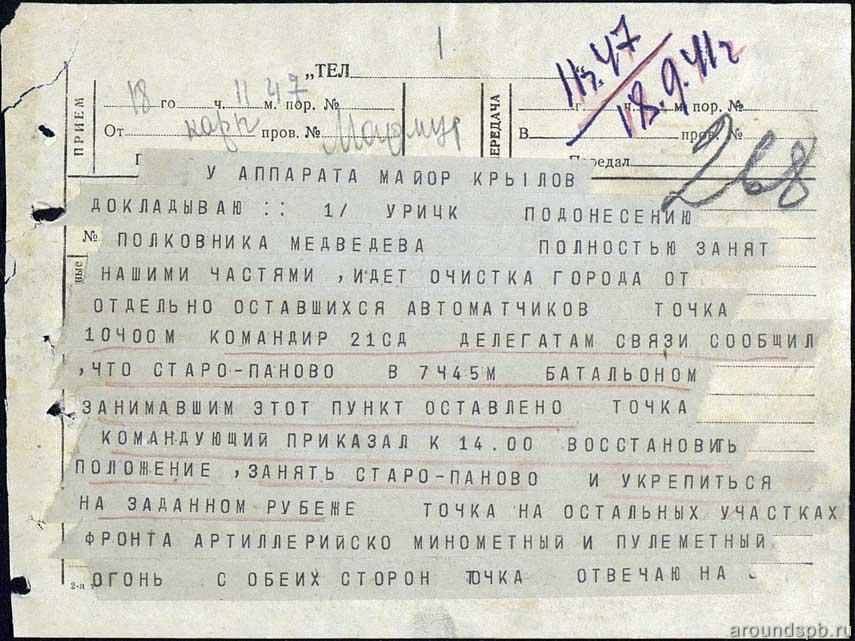 1
„ТЕЛ
11ч.47
18.9.41г
ПРИЕМ
18 го ч. 11 47 м. пор. №
ч. м. пор. №
От карп пров. №
В пров. №
Передал
268
У АППАРАТА МАЙОР КРЫЛОВ
ДОКЛАДЫВАЮ :: 1/ УРИЦК ПОДОНЕСЕНИЮ
№ ПОЛКОВНИКА МЕДВЕДЕВА ПОЛНОСТЬЮ ЗАНЯТ
НАШИМИ ЧАСТЯМИ ,ИДЕТ ОЧИСТКА ГОРОДА ОТ
ОТДЕЛЬНО ОСТАВШИХСЯ АВТОМАТЧИКОВ ТОЧКА
10Ч00М КОМАНДИР 21СД ДЕЛЕГАТАМ СВЯЗИ СООБЩИЛ
,ЧТО СТАРО-ПАНОВО В 7Ч45М БАТАЛЬОНОМ
ЗАНИМАВШИМ ЭТОТ ПУНКТ ОСТАВЛЕНО ТОЧКА
КОМАНДУЮЩИЙ ПРИКАЗАЛ К 14.00 ВОССТАНОВИТЬ
ПОЛОЖЕНИЕ ,ЗАНЯТЬ СТАРО-ПАНОВО И УКРЕПИТЬСЯ
НА ЗАДАННОМ РУБЕЖЕ ТОЧКА НА ОСТАЛЬНЫХ УЧАСТКАХ
ФРОНТА АРТИЛЛЕРИЙСКО МИНОМЕТНЫЙ И ПУЛЕМЕТНЫЙ
ОГОНЬ С ОБЕИХ СТОРОН ТОЧКА ОТВЕЧАЮ НА
aroundspb.ru